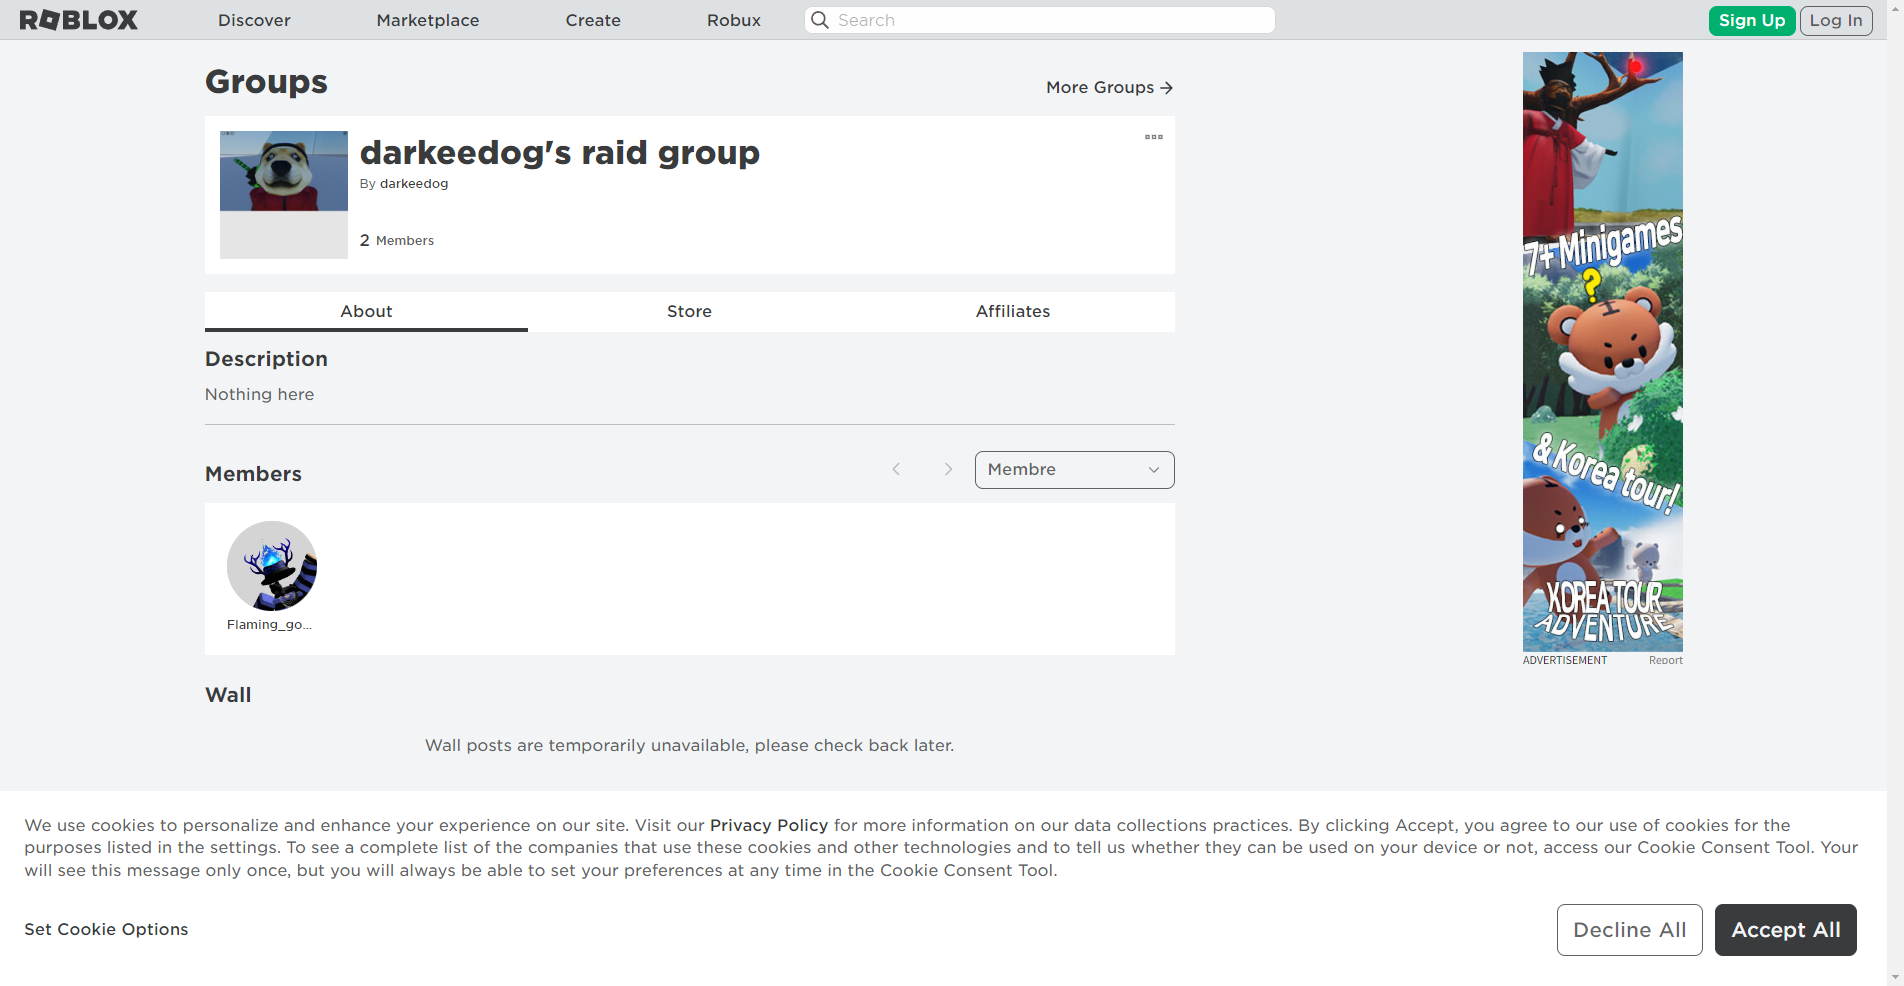 ROBLOX
Discover
Marketplace
Create
Robux
Search
Sign Up
Log In
Groups
More Groups
darkeedog's raid group
By darkeedog
2 Members
About
Store
Affiliates
Description
Nothing here
Members
Membre
Flaming_go...
Wall
Wall posts are temporarily unavailable, please check back later.
7+ Minigames
?
& Korea tour!
KOREA TOUR
ADVENTURE
ADVERTISEMENT
Report
We use cookies to personalize and enhance your experience on our site. Visit our Privacy Policy for more information on our data collections practices. By clicking Accept, you agree to our use of cookies for the
purposes listed in the settings. To see a complete list of the companies that use these cookies and other technologies and to tell us whether they can be used on your device or not, access our Cookie Consent Tool. Your
will see this message only once, but you will always be able to set your preferences at any time in the Cookie Consent Tool.
Set Cookie Options
Decline All
Accept All